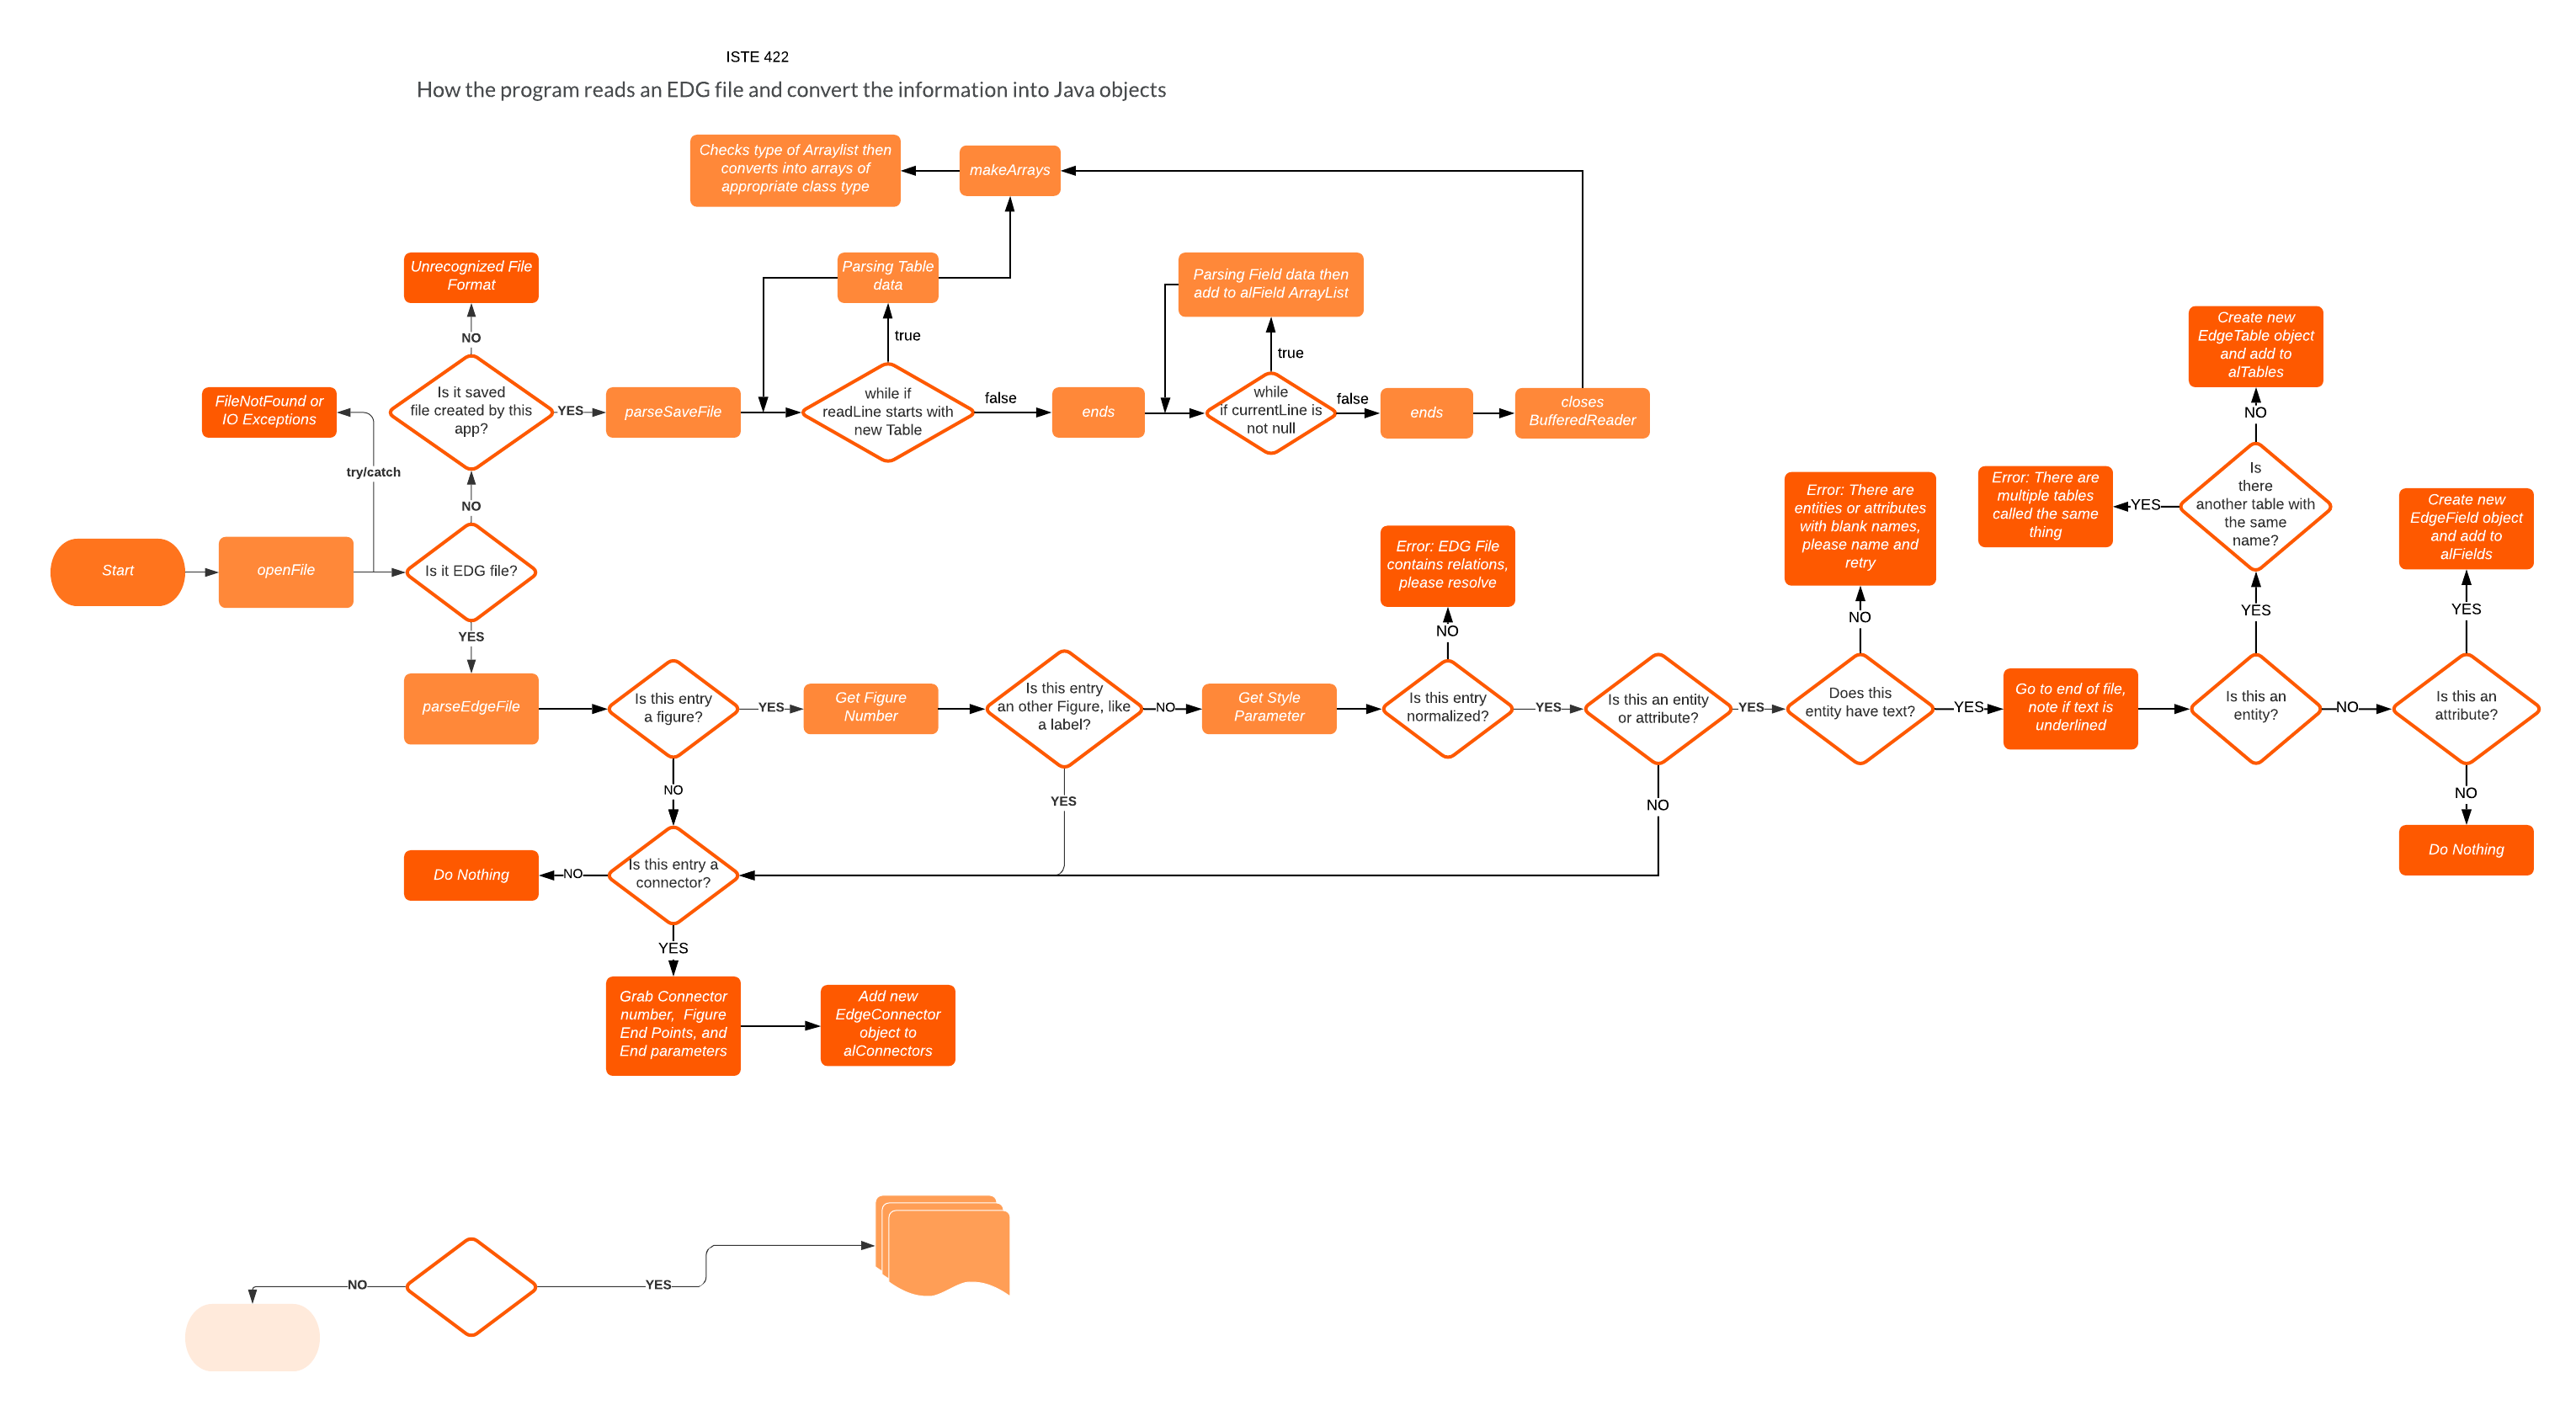 ISTE 422
How the program reads an EDG file and convert the information into Java objects
Checks type of Arraylist then
converts into arrays of
appropriate class type
makeArrays
Unrecognized File
Format
Parsing Table
data
Parsing Field data then
add to alField ArrayList
NO
true
true
FileNotFound or
IO Exceptions
Is it saved
file created by this
app?
YES
parseSaveFile
while if
readLine starts with
new Table
false
ends
while
if currentLine is
not null
false
ends
closes
BufferedReader
try/catch
NO
Start
openFile
Is it EDG file?
YES
Create new
EdgeTable object
and add to
alTables
NO
Error: There are
multiple tables
called the same
thing
YES
Is
there
another table with
the same
name?
Create new
EdgeField object
and add to
alFields
Error: There are
entities or attributes
with blank names,
please name and
retry
Error: EDG File
contains relations,
please resolve
NO
NO
YES
YES
parseEdgeFile
Is this entry
a figure?
YES
Get Figure
Number
Is this entry
an other Figure, like
a label?
NO
Get Style
Parameter
Is this entry
normalized?
YES
Is this an entity
or attribute?
YES
Does this
entity have text?
YES
Go to end of file,
note if text is
underlined
Is this an
entity?
NO
Is this an
attribute?
NO
YES
NO
NO
Do Nothing
NO
Is this entry a
connector?
Do Nothing
YES
Grab Connector
number, Figure
End Points, and
End parameters
Add new
EdgeConnector
object to
alConnectors
NO
YES